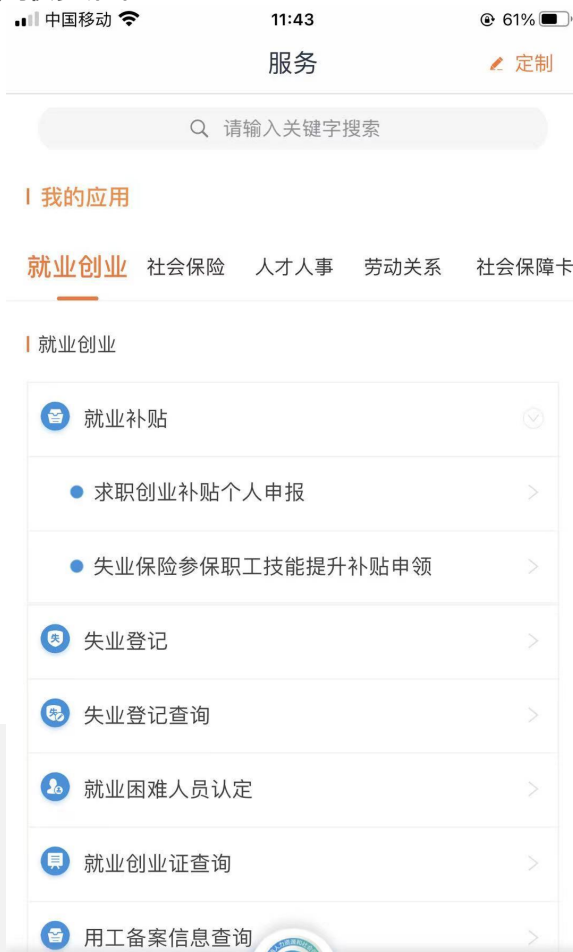 中国移动
11:43
61%
服务
定制
请输入关键字搜索
我的应用
就业创业 社会保险 人才人事 劳动关系 社会保障卡
就业创业
就业补贴
求职创业补贴个人申报
失业保险参保职工技能提升补贴申领
失
失业登记
失
失业登记查询
就业困难人员认定
就业创业证查询
用工备案信息查询